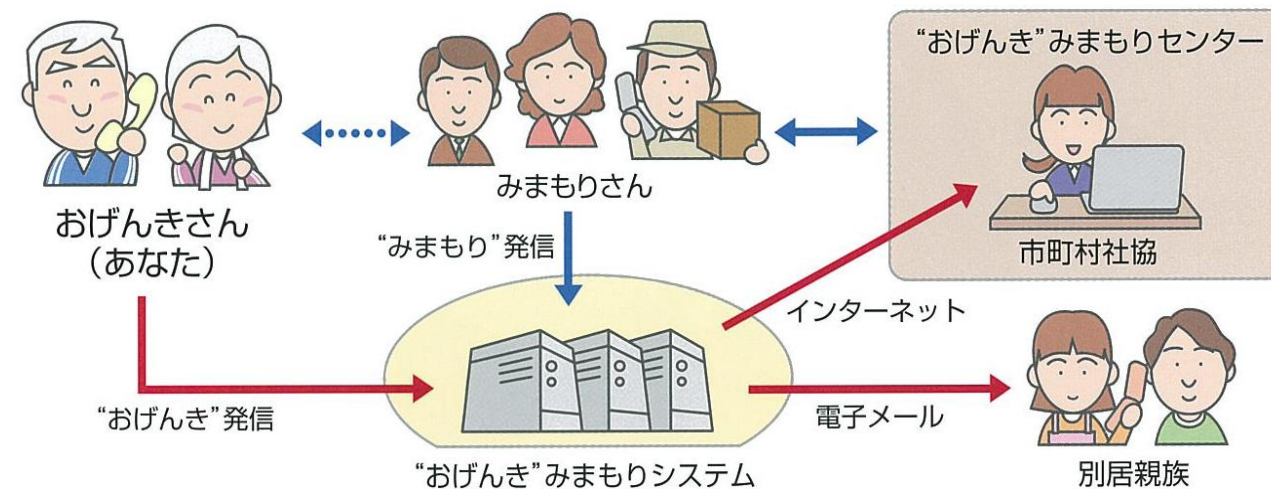 “おげんき”みまもりセンター
みまもりさん
おげんきさん
（あなた）
“みまもり”発信
市町村社協
インターネット
“おげんき”発信
電子メール
“おげんき”みまもりシステム
別居親族